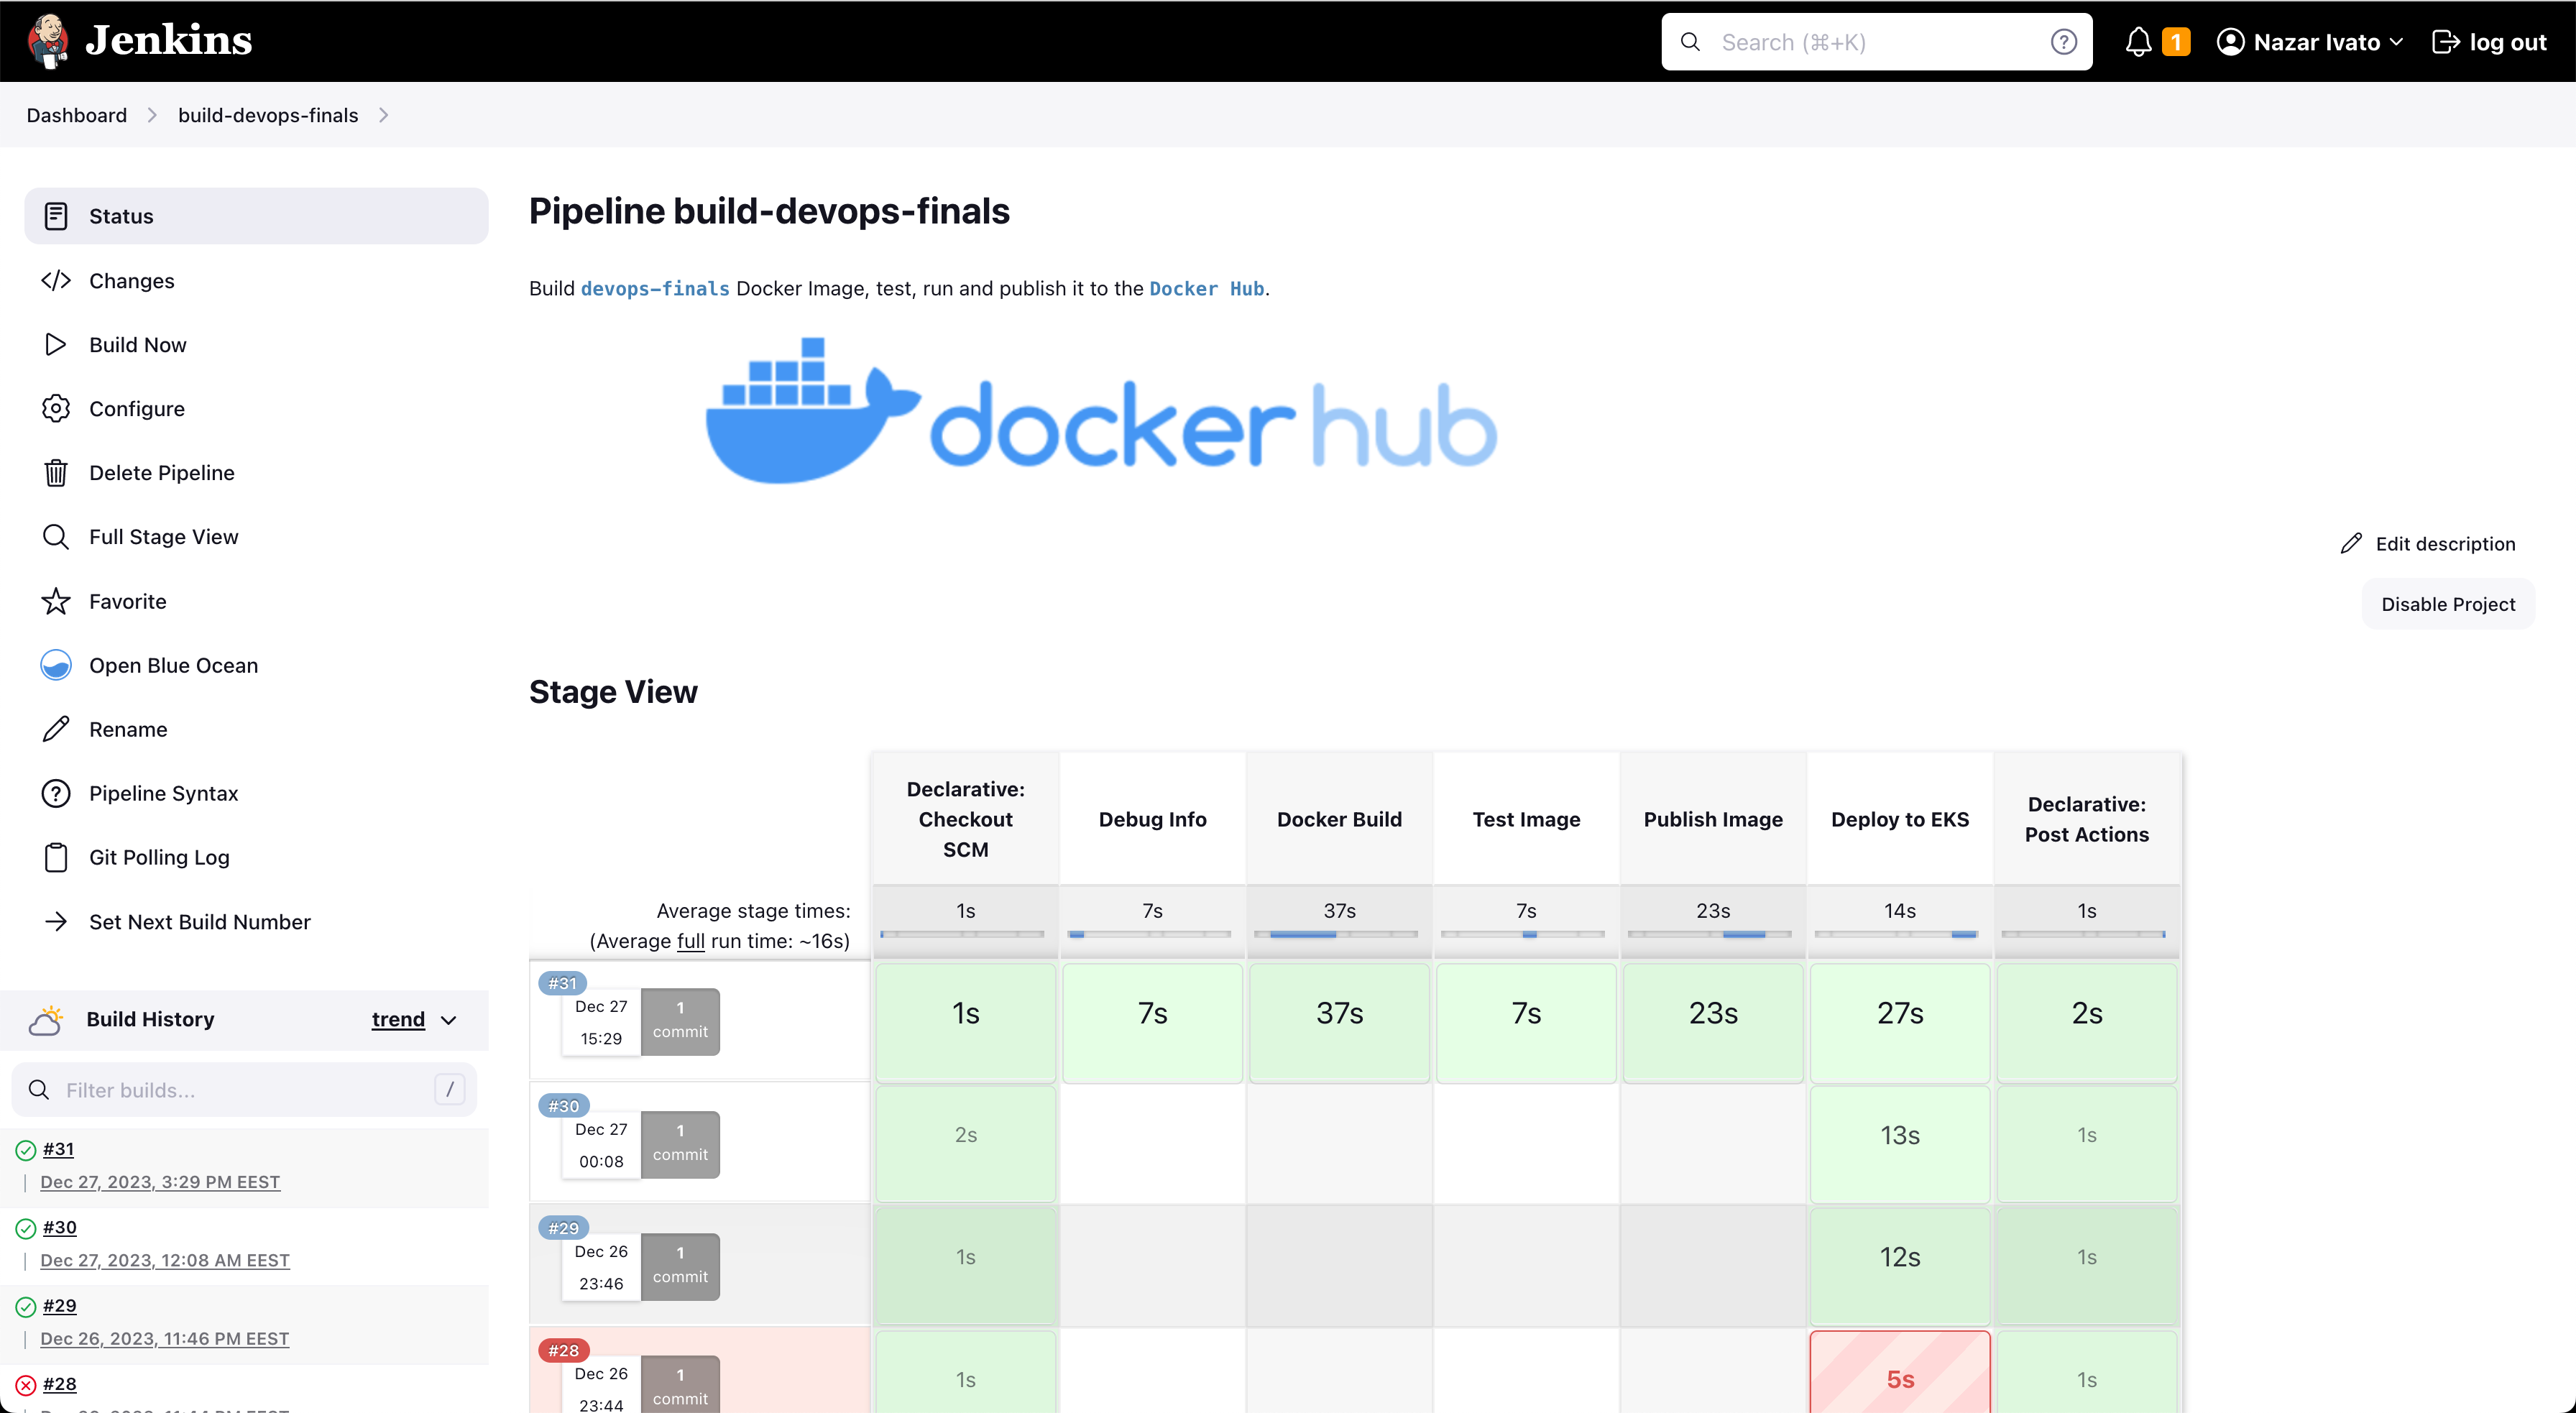 Jenkins
Search (⌘+K)
?
1
Nazar Ivato
log out
Dashboard
build-devops-finals
Status
Changes
Build Now
Configure
Delete Pipeline
Full Stage View
Favorite
Open Blue Ocean
Rename
Pipeline Syntax
Git Polling Log
Set Next Build Number
Build History
trend
Filter builds...
/
#31
Dec 27, 2023, 3:29 PM EEST
#30
Dec 27, 2023, 12:08 AM EEST
#29
Dec 26, 2023, 11:46 PM EEST
#28
Pipeline build-devops-finals
Build devops-finals Docker Image, test, run and publish it to the Docker Hub.
docker hub
Edit description
Disable Project
Stage View
Declarative: Checkout SCM
Debug Info
Docker Build
Test Image
Publish Image
Deploy to EKS
Declarative: Post Actions
Average stage times:
(Average full run time: ~16s)
1s
7s
37s
7s
23s
14s
1s
#31
Dec 27
15:29
1
commit
1s
7s
37s
7s
23s
27s
2s
#30
Dec 27
00:08
1
commit
2s
13s
1s
#29
Dec 26
23:46
1
commit
1s
12s
1s
#28
Dec 26
23:44
1
commit
1s
5s
1s